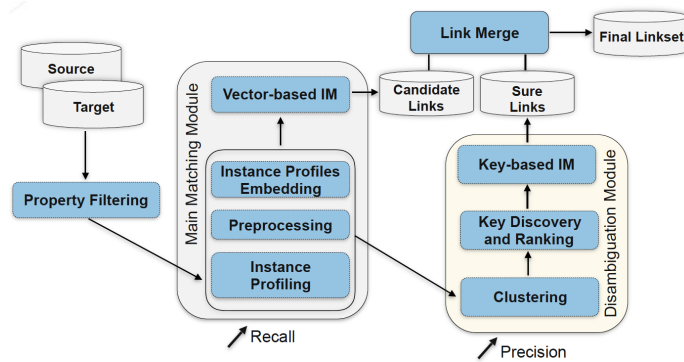 Source
Target
Property Filtering
Main Matching Module
Vector-based IM
Instance Profiles
Embedding
Preprocessing
Instance
Profiling
Recall
Link Merge
Final Linkset
Candidate
Links
Sure
Links
Disambiguation Module
Key-based IM
Key Discovery
and Ranking
Clustering
Precision